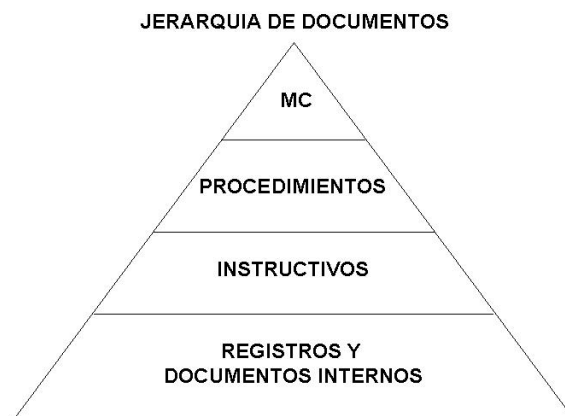 JERARQUIA DE DOCUMENTOS
MC
PROCEDIMIENTOS
INSTRUCTIVOS
REGISTROS Y
DOCUMENTOS INTERNOS